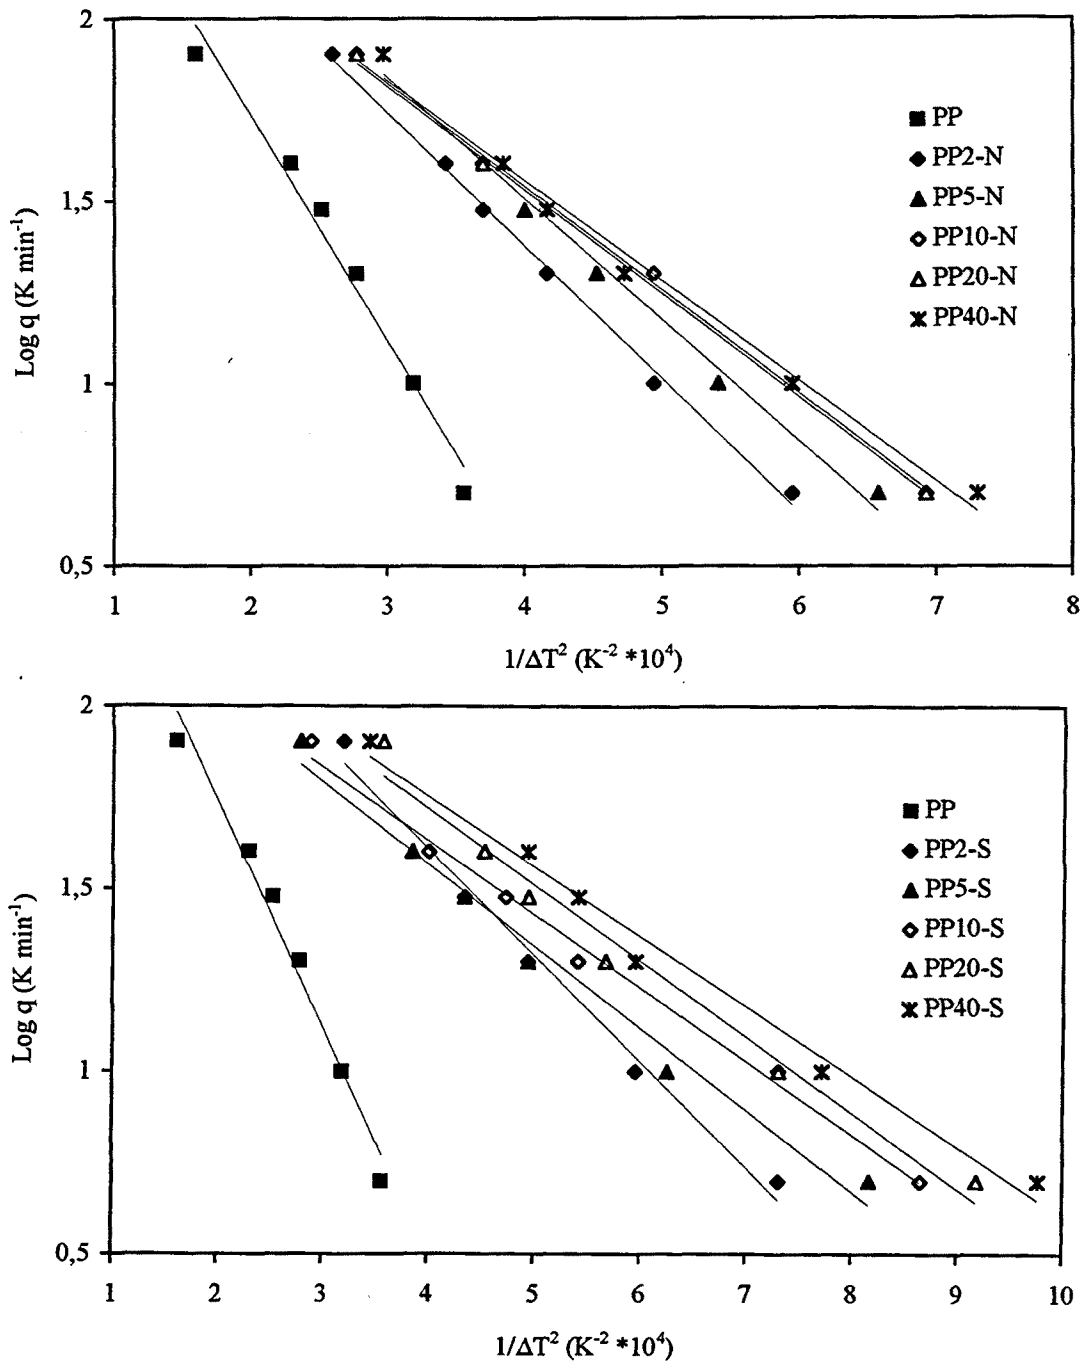 2
1,5
1
0,5
Log q (K min⁻¹)
1
2
3
4
5
6
7
8
1/ΔT² (K⁻² *10⁴)
PP
PP2-N
PP5-N
PP10-N
PP20-N
PP40-N
2
1,5
1
0,5
Log q (K min⁻¹)
1
2
3
4
5
6
7
8
9
10
1/ΔT² (K⁻² *10⁴)
PP
PP2-S
PP5-S
PP10-S
PP20-S
PP40-S